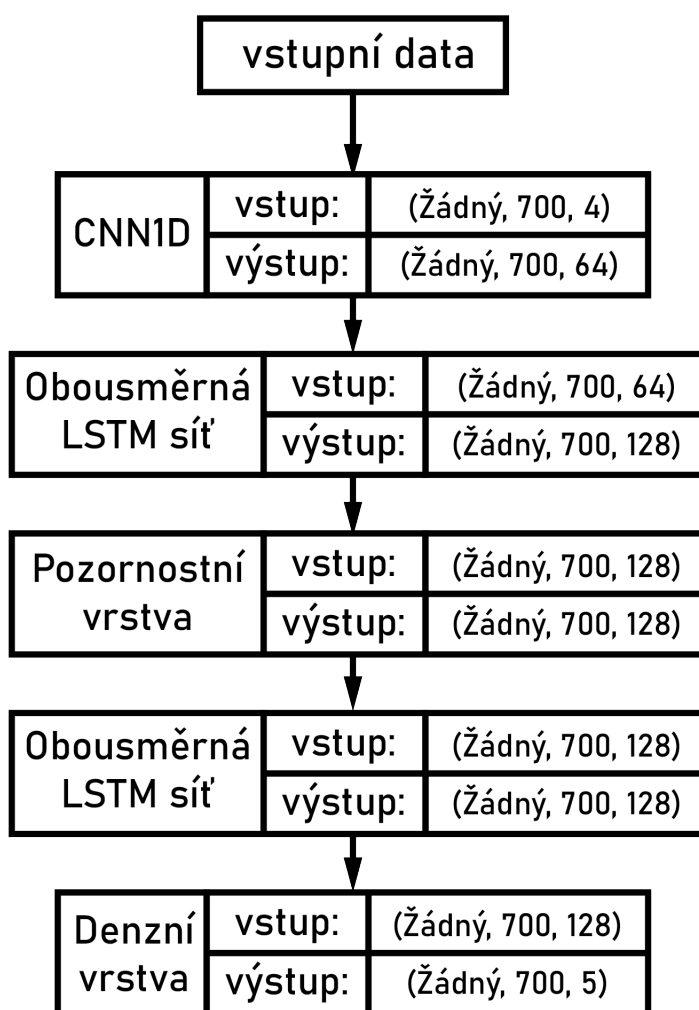 vstupní data
CNN1D
vstup:
(Žádný, 700, 4)
výstup:
(Žádný, 700, 64)
Obousměrná
LSTM síť
vstup:
(Žádný, 700, 64)
výstup:
(Žádný, 700, 128)
Pozornostní
vrstva
vstup:
(Žádný, 700, 128)
výstup:
(Žádný, 700, 128)
Obousměrná
LSTM síť
vstup:
(Žádný, 700, 128)
výstup:
(Žádný, 700, 128)
Denzní
vrstva
vstup:
(Žádný, 700, 128)
výstup:
(Žádný, 700, 5)